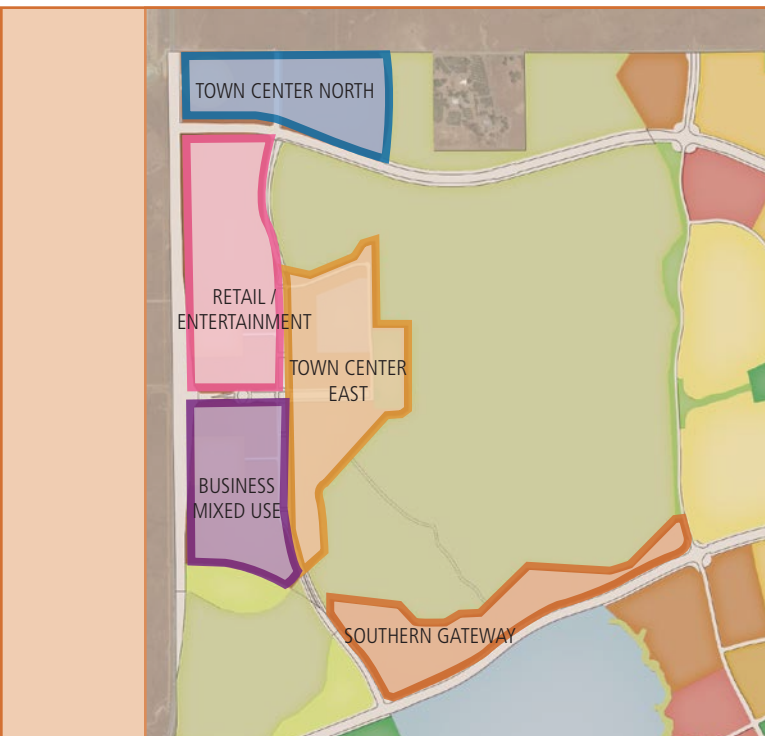 TOWN CENTER NORTH
RETAIL /
ENTERTAINMENT
TOWN CENTER
EAST
BUSINESS
MIXED USE
SOUTHERN GATEWAY